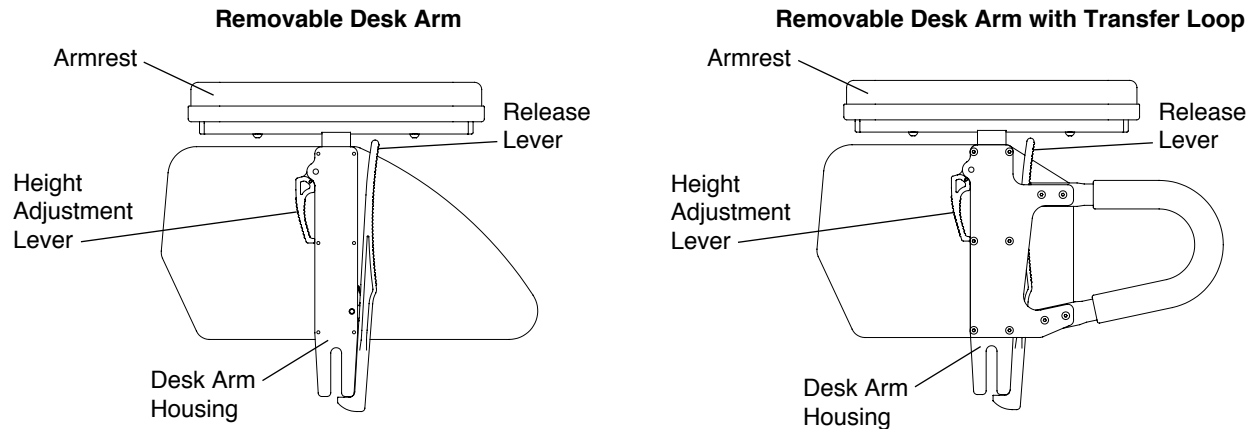 Removable Desk Arm
Armrest
Release
Lever
Height
Adjustment
Lever
Desk Arm
Housing
Removable Desk Arm with Transfer Loop
Armrest
Release
Lever
Height
Adjustment
Lever
Desk Arm
Housing